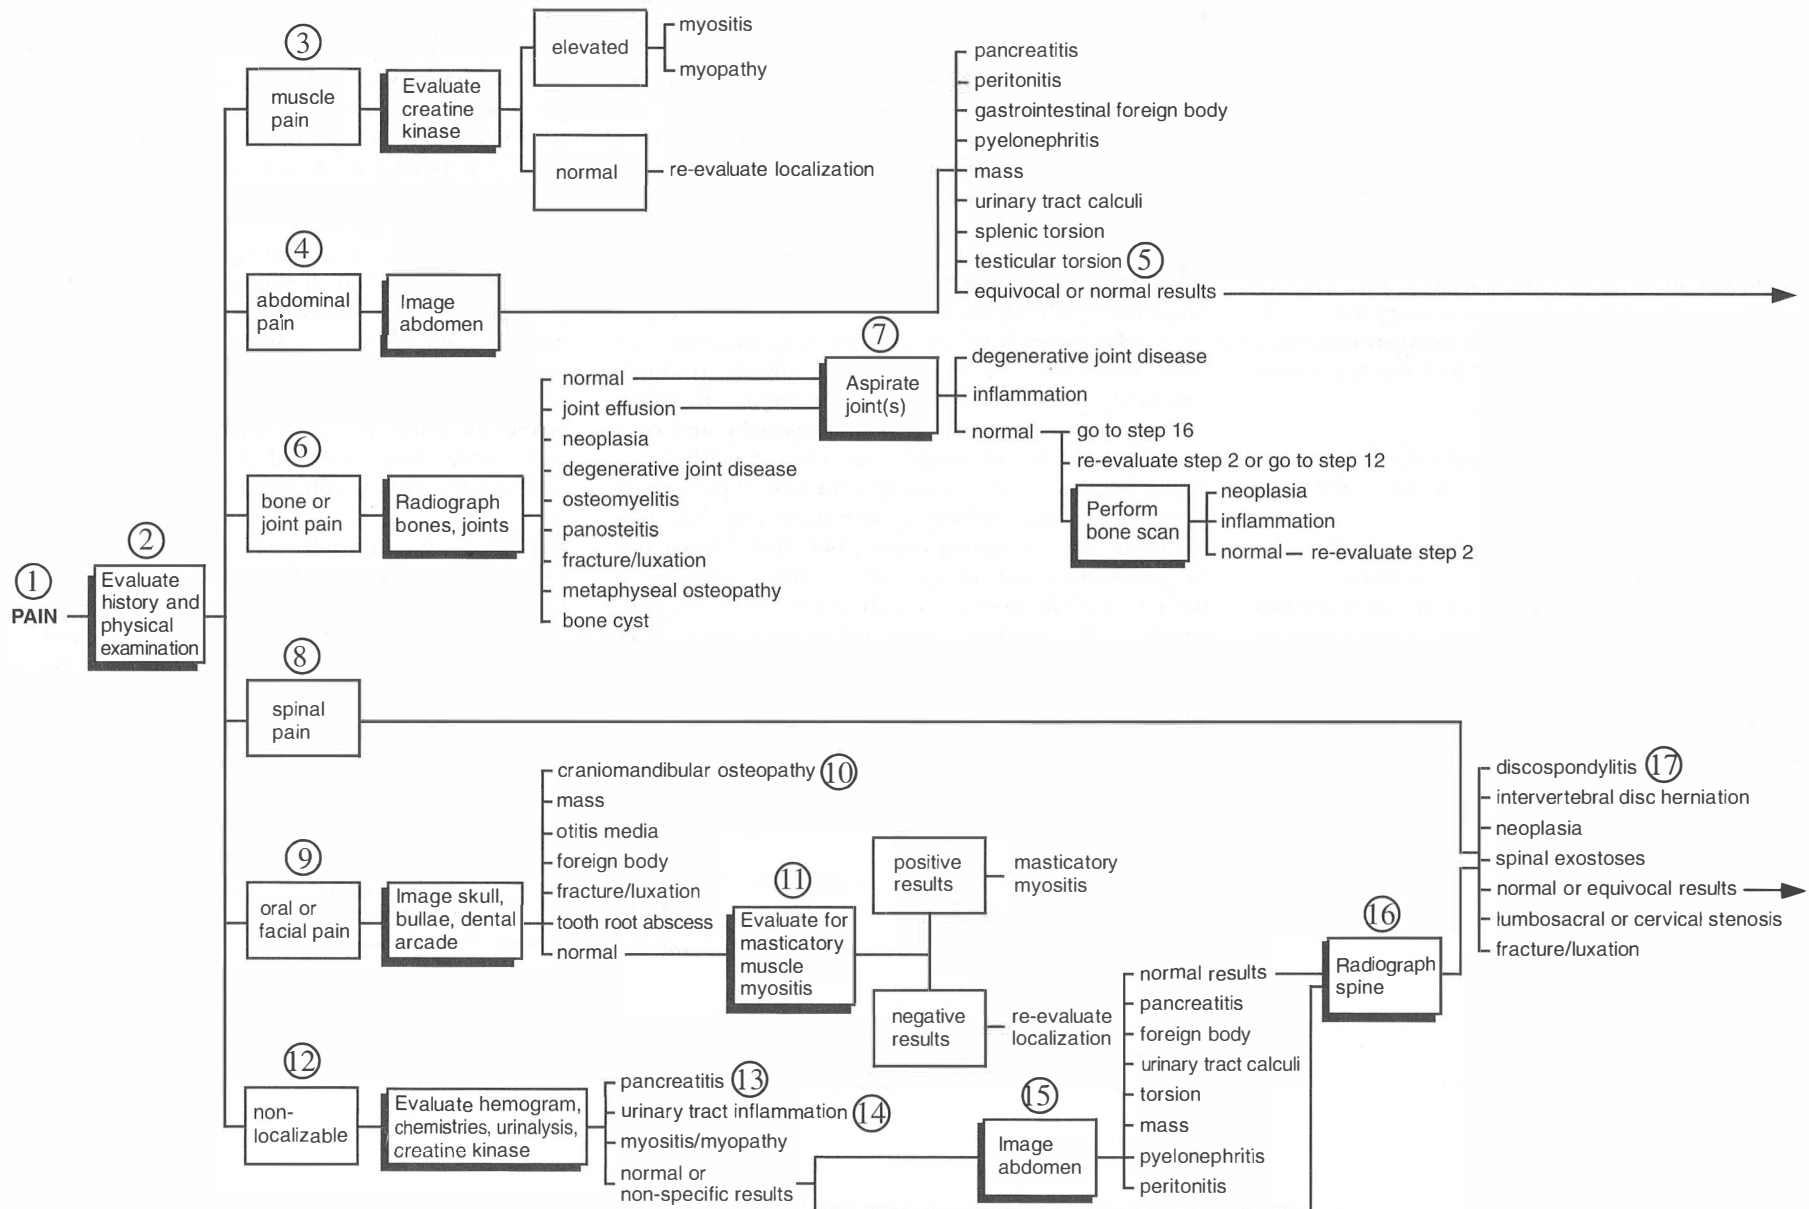 1
PAIN
2
Evaluate
history and
physical
examination
3
muscle
pain
Evaluate
creatine
kinase
elevated
myositis
myopathy
normal
re-evaluate localization
4
abdominal
pain
Image
abdomen
pancreatitis
peritonitis
gastrointestinal foreign body
pyelonephritis
mass
urinary tract calculi
splenic torsion
testicular torsion 5
equivocal or normal results
6
bone or
joint pain
Radiograph
bones, joints
normal
joint effusion
neoplasia
degenerative joint disease
osteomyelitis
panosteitis
fracture/luxation
metaphyseal osteopathy
bone cyst
7
Aspirate
joint(s)
degenerative joint disease
inflammation
normal
go to step 16
re-evaluate step 2 or go to step 12
Perform
bone scan
neoplasia
inflammation
normal — re-evaluate step 2
8
spinal
pain
9
oral or
facial pain
Image skull,
bullae, dental
arcade
craniomandibular osteopathy 10
mass
otitis media
foreign body
fracture/luxation
tooth root abscess
normal
11
Evaluate for
masticatory
muscle
myositis
positive
results
masticatory
myositis
negative
results
re-evaluate
localization
12
non-
localizable
Evaluate hemogram,
chemistries, urinalysis,
creatine kinase
pancreatitis 13
urinary tract inflammation 14
myositis/myopathy
normal or
non-specific results
15
Image
abdomen
normal results
pancreatitis
foreign body
urinary tract calculi
torsion
mass
pyelonephritis
peritonitis
16
Radiograph
spine
discospondylitis 17
intervertebral disc herniation
neoplasia
spinal exostoses
normal or equivocal results
lumbosacral or cervical stenosis
fracture/luxation